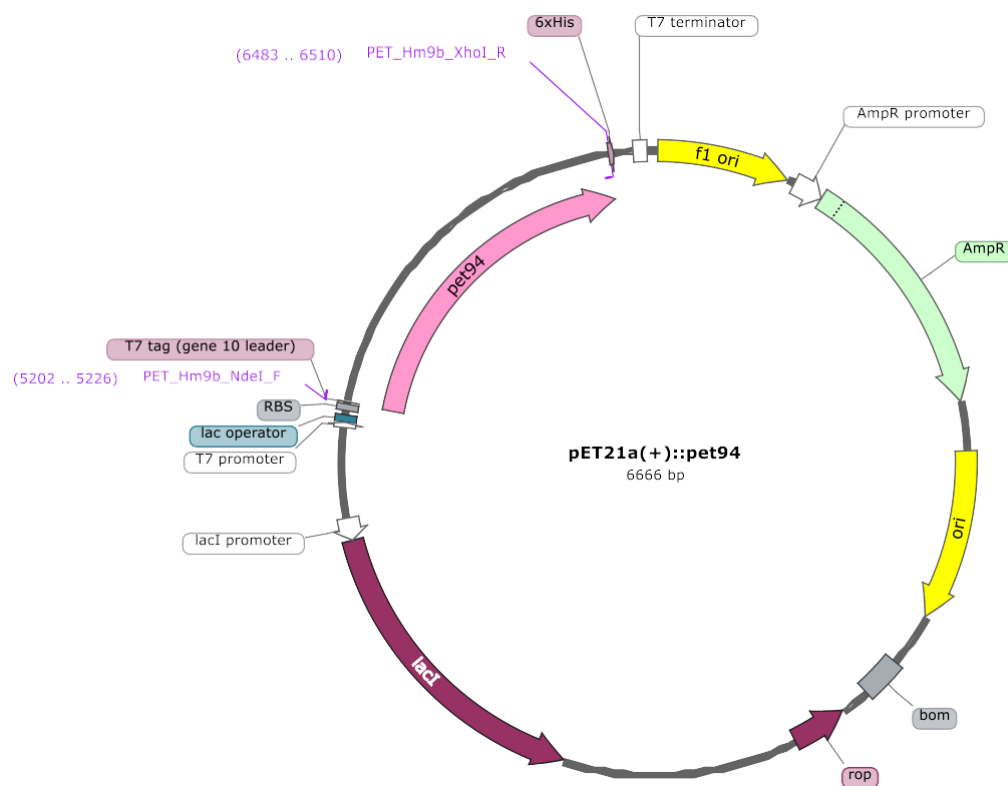 6xHis
T7 terminator
(6483 .. 6510) PET_Hm9b_XhoI_R
AmpR promoter
f1 ori
AmpR
pet94
T7 tag (gene 10 leader)
(5202 .. 5226) PET_Hm9b_NdeI_F
RBS
lac operator
T7 promoter
pET21a(+)::pet94
6666 bp
ori
lacI promoter
lacI
bom
rop